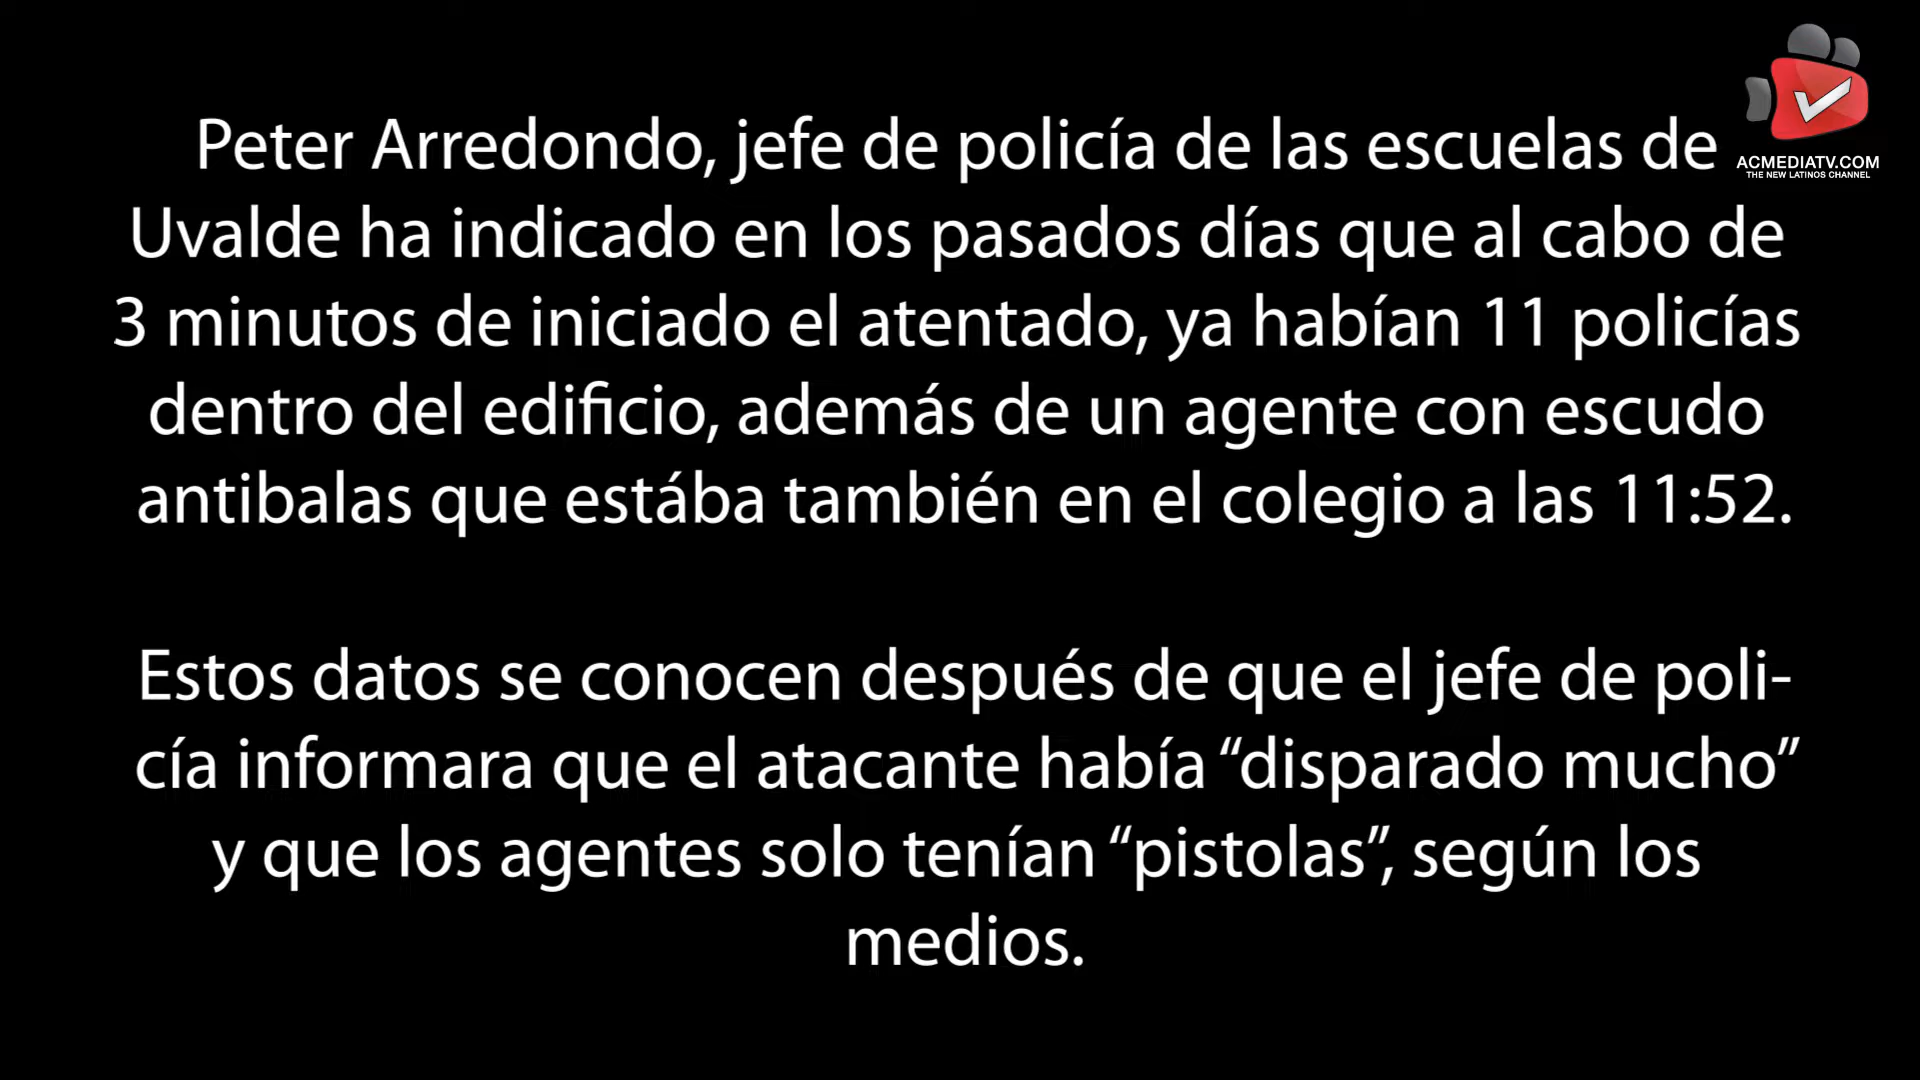 ACMEDIATV.COM
THE NEW LATINOS CHANNEL
Peter Arredondo, jefe de policía de las escuelas de
Uvalde ha indicado en los pasados días que al cabo de
3 minutos de iniciado el atentado, ya habían 11 policías
dentro del edificio, además de un agente con escudo
antibalas que estába también en el colegio a las 11:52.
Estos datos se conocen después de que el jefe de poli-
cía informara que el atacante había “disparado mucho”
y que los agentes solo tenían “pistolas”, según los
medios.